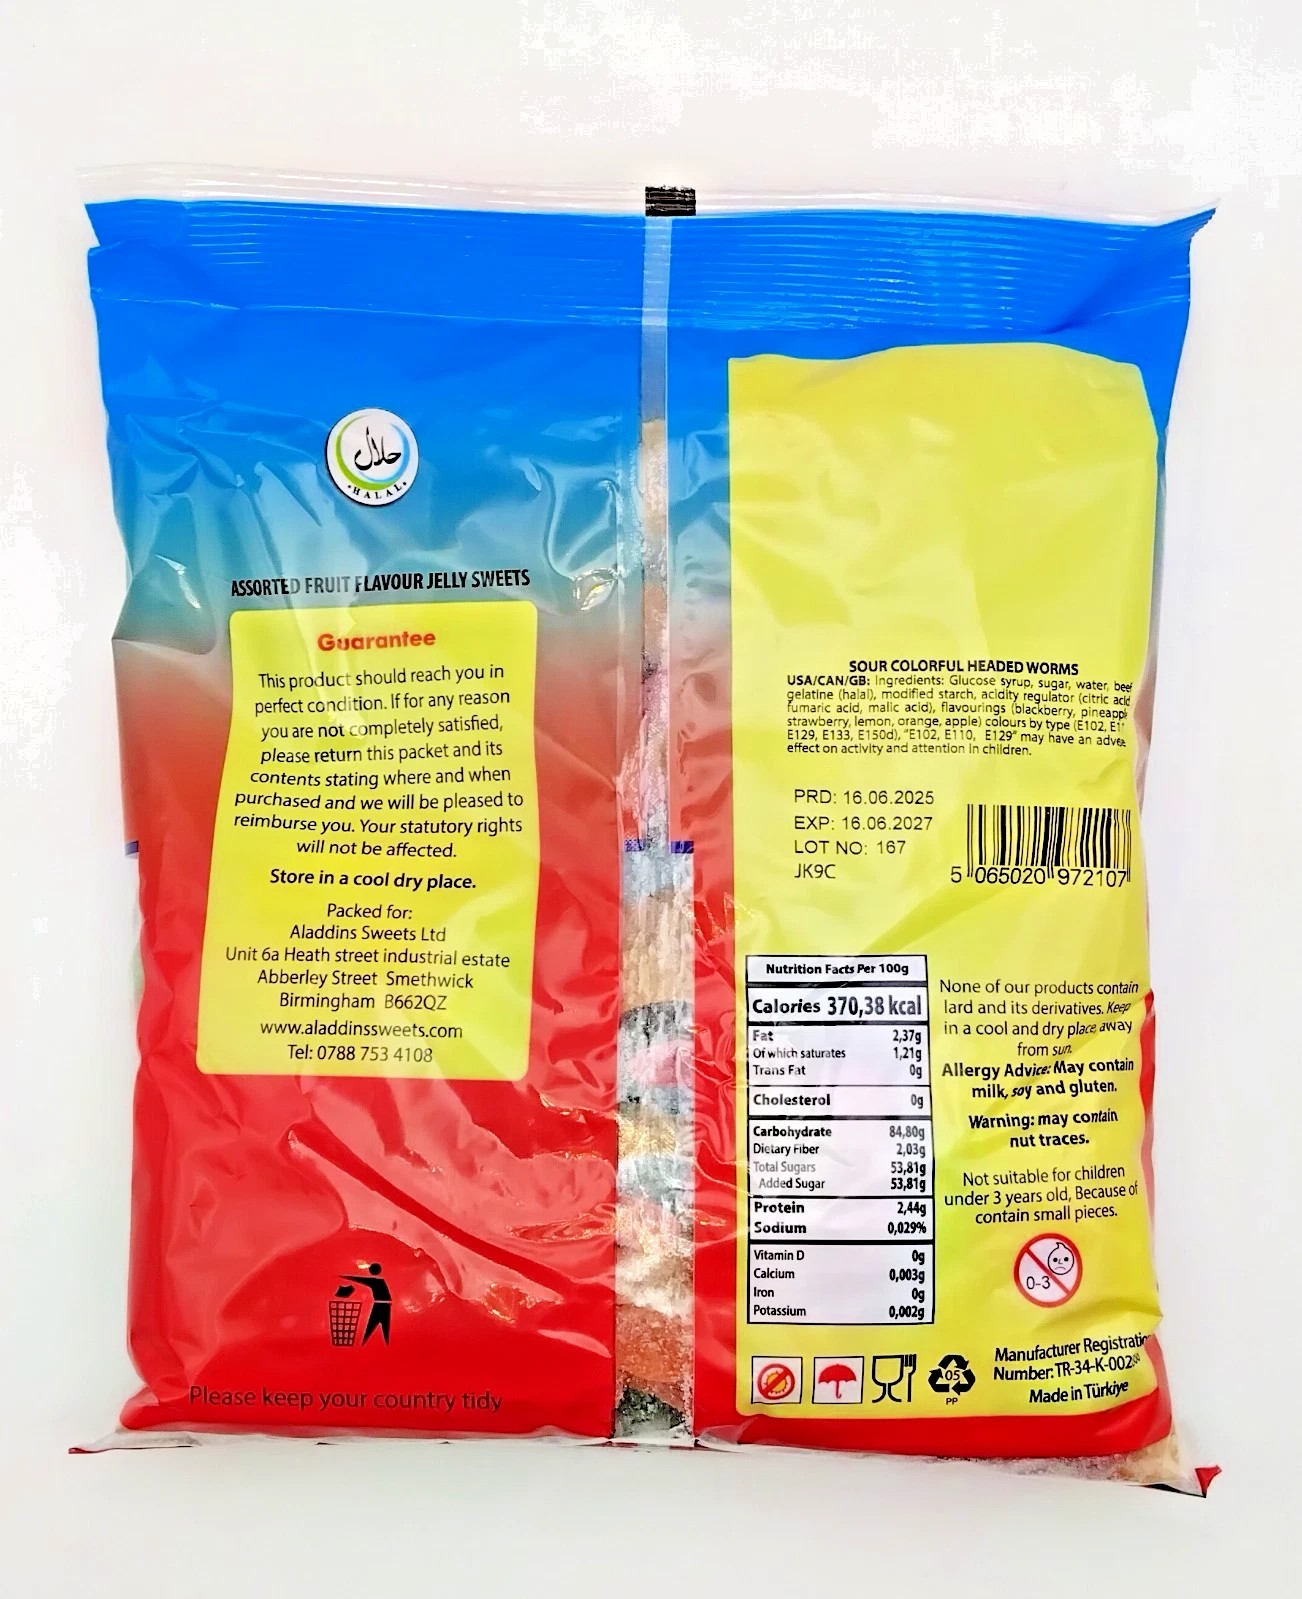 حلال
HALAL
ASSORTED FRUIT FLAVOUR JELLY SWEETS
Guarantee
This product should reach you in
perfect condition. If for any reason
you are not completely satisfied,
please return this packet and its
contents stating where and when
purchased and we will be pleased to
reimburse you. Your statutory rights
will not be affected.
Store in a cool dry place.
Packed for:
Aladdins Sweets Ltd
Unit 6a Heath street industrial estate
Abberley Street Smethwick
Birmingham B662QZ
www.aladdinssweets.com
Tel: 0788 753 4108
Please keep your country tidy
SOUR COLORFUL HEADED WORMS
USA/CAN/GB: Ingredients: Glucose syrup, sugar, water, beef
gelatine (halal), modified starch, acidity regulator (citric acid
fumaric acid, malic acid), flavourings (blackberry,
strawberry, lemon, orange, apple) colours by type (E102,
E129, E133, E150d), "E102, E110, E129" may have an
effect on activity and attention in children.
PRD: 16.06.2025
EXP: 16.06.2027
LOT NO: 167
JK9C
5 065020 972107
Nutrition Facts Per 100g
Calories 370,38 kcal
Fat 2,37g
Of which saturates 1,21g
Trans Fat 0g
Cholesterol 0g
Carbohydrate 84,80g
Dietary Fiber 2,03g
Total Sugars 53,81g
Added Sugar 53,81g
Protein 2,44g
Sodium 0,029%
Vitamin D 0g
Calcium 0,003g
Iron 0g
Potassium 0,002g
None of our products contain
lard and its derivatives. Keep
in a cool and dry place away
from sun.
Allergy Advice: May contain
milk, soy and gluten.
Warning: may contain
nut traces.
Not suitable for children
under 3 years old, Because of
contain small pieces.
0-3
05
PP
Manufacturer Registration
Number:
Made in Türkiye